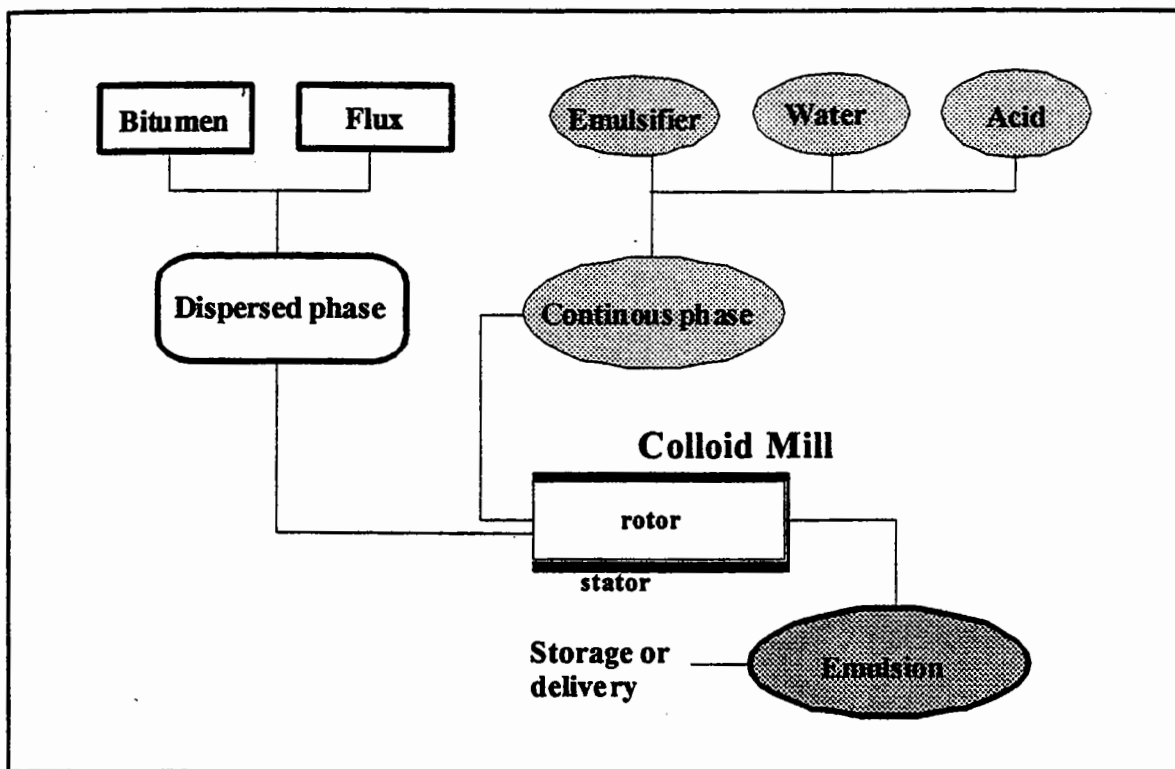 Bitumen
Flux
Emulsifier
Water
Acid
Dispersed phase
Continous phase
Colloid Mill
rotor
stator
Storage or
delivery
Emulsion